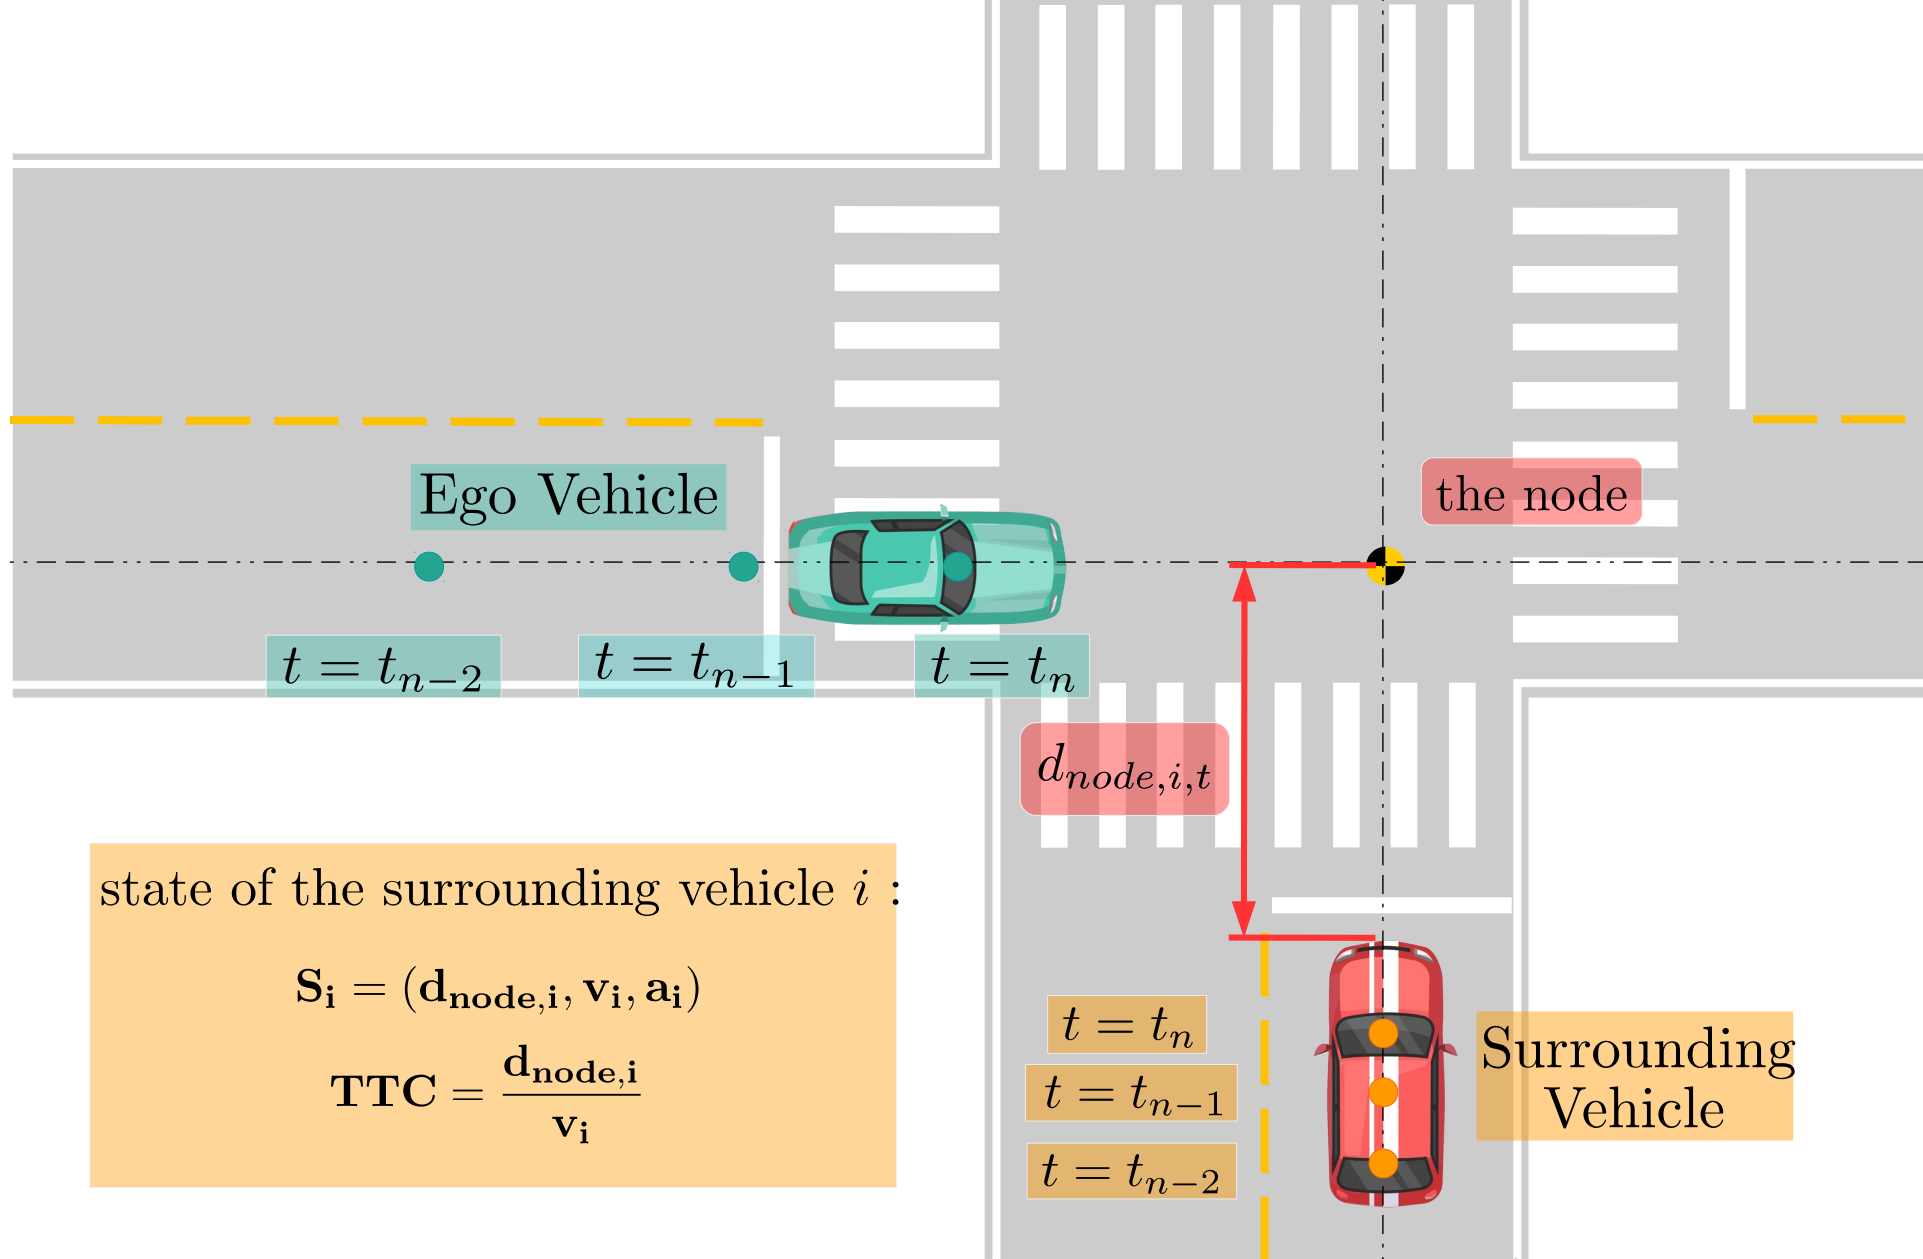 Ego Vehicle
the node
t = t_{n-2}
t = t_{n-1}
t = t_n
d_{node,i,t}
state of the surrounding vehicle i :
S_i = (d_{node,i}, v_i, a_i)
TTC = \frac{d_{node,i}}{v_i}
t = t_n
t = t_{n-1}
t = t_{n-2}
Surrounding
Vehicle